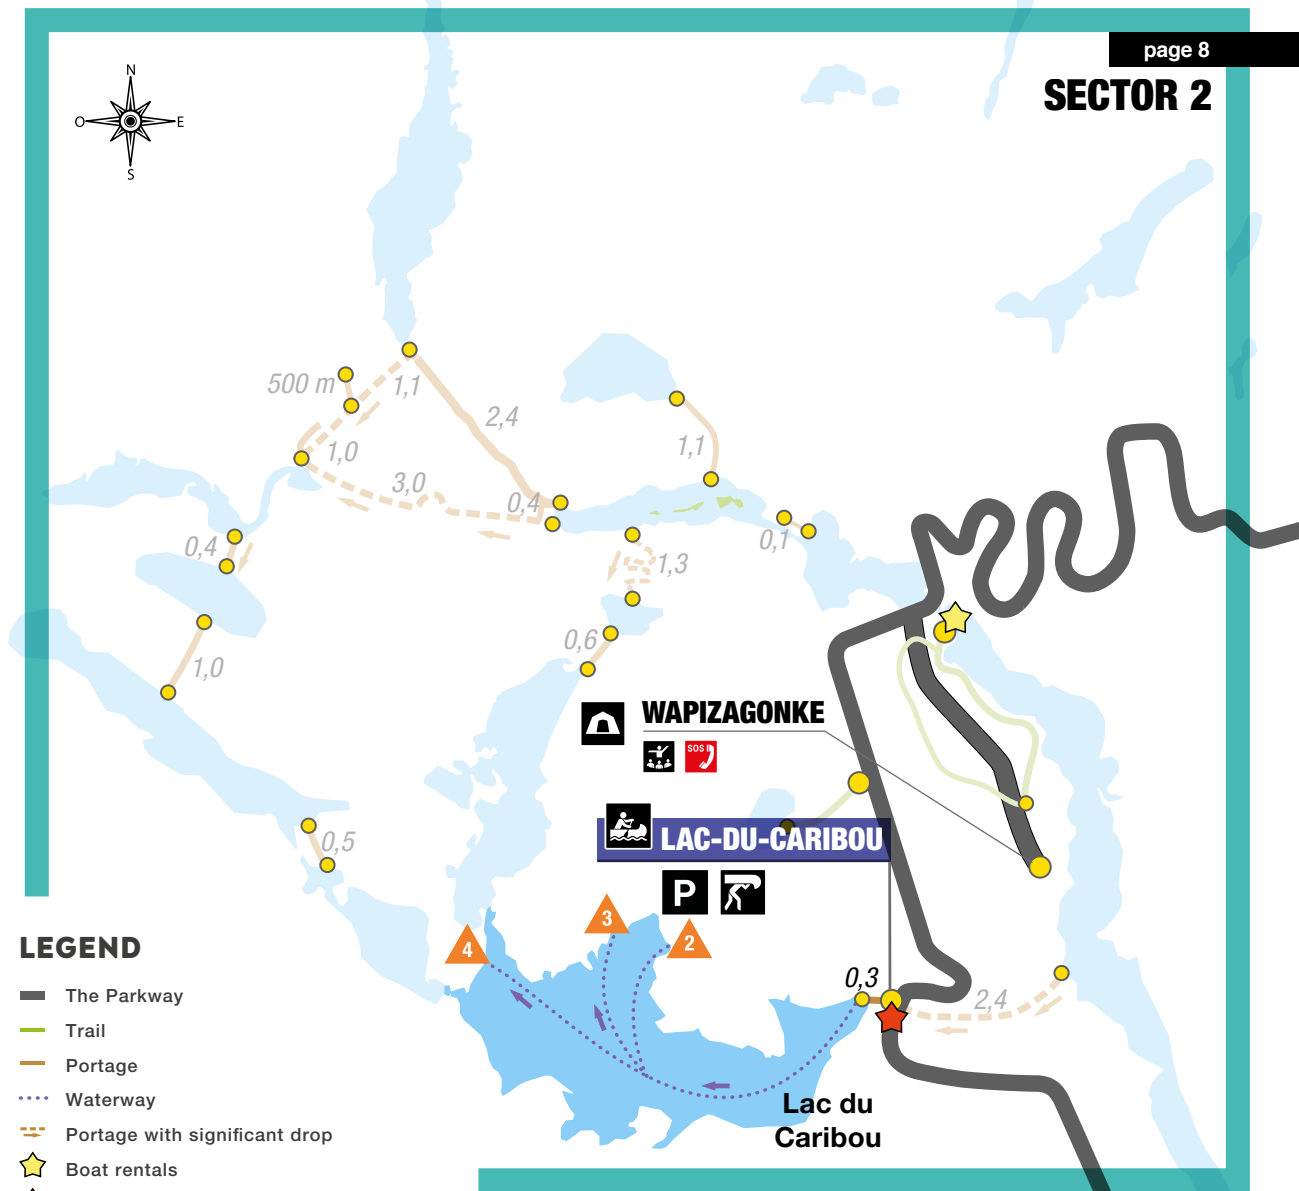 page 8
SECTOR 2
N
O
E
S
500 m
1,1
2,4
1,0
3,0
0,4
1,1
0,1
0,4
1,3
0,6
1,0
WAPIZAGONKE
SOS
LAC-DU-CARIBOU
P
0,5
3
2
4
0,3
2,4
Lac du
Caribou
LEGEND
The Parkway
Trail
Portage
Waterway
Portage with significant drop
Boat rentals